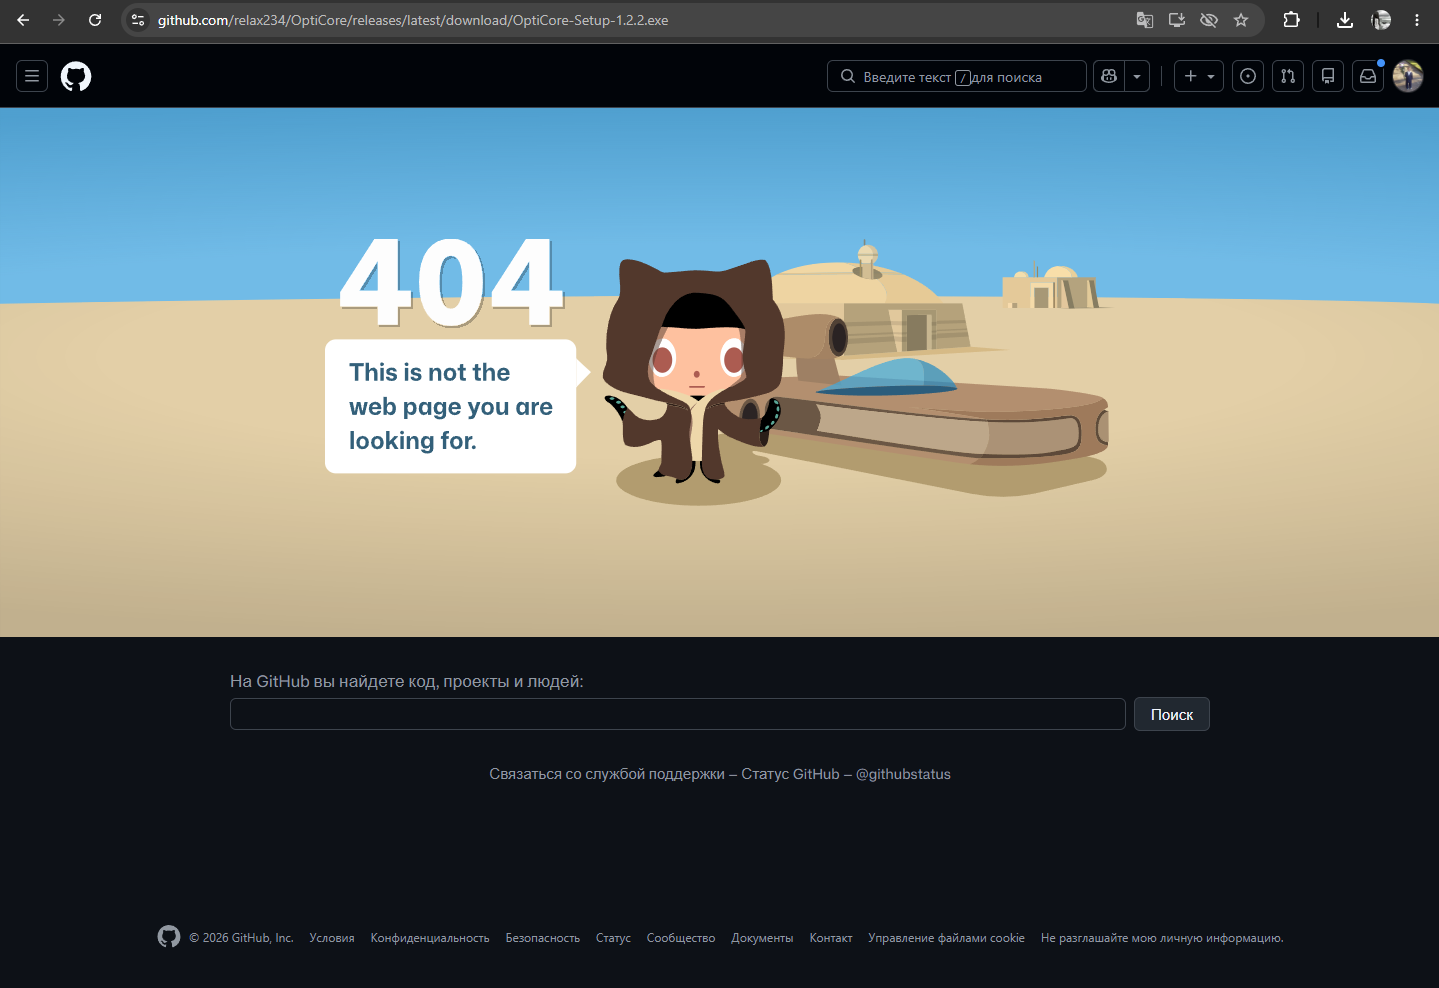 github.com/relax234/OptiCore/releases/latest/download/OptiCore-Setup-1.2.2.exe
Введите текст / для поиска
404
This is not the
web page you are
looking for.
На GitHub вы найдете код, проекты и людей:
Поиск
Связаться со службой поддержки — Статус GitHub — @githubstatus
© 2026 GitHub, Inc. Условия Конфиденциальность Безопасность Статус Сообщество Документы Контакт Управление файлами cookie Не разглашайте мою личную информацию.